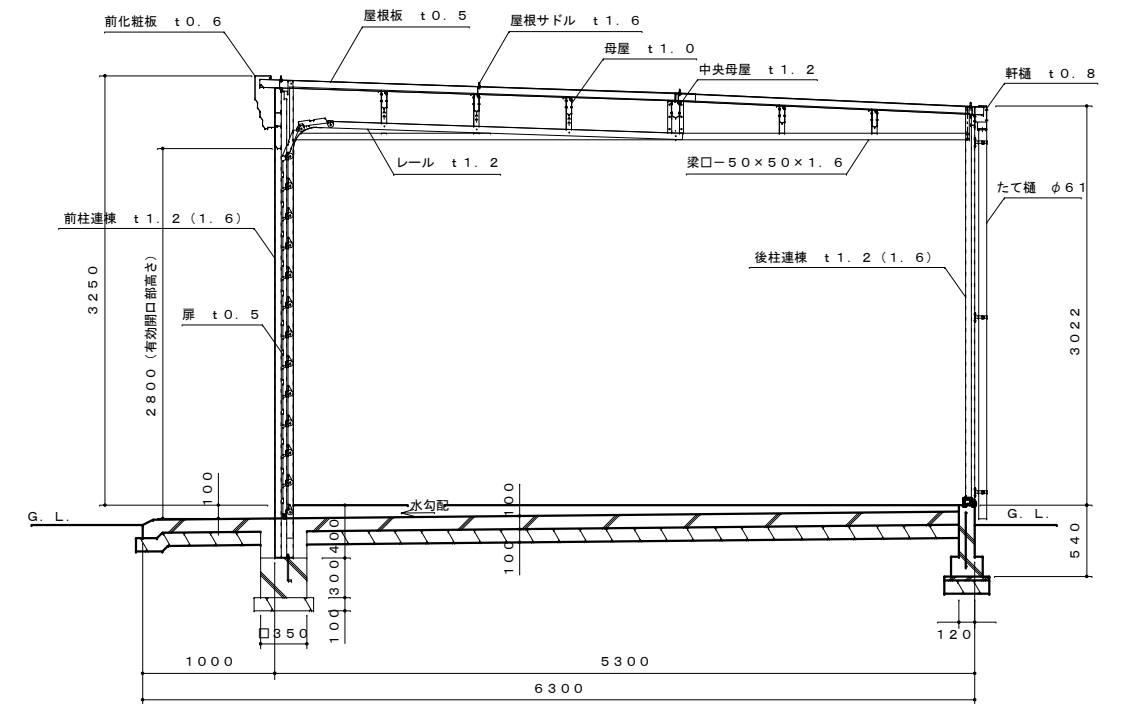 前化粧板 ｔ０．６
屋根板 ｔ０．５
屋根サドル ｔ１．６
母屋 ｔ１．０
中央母屋 ｔ１．２
軒樋 ｔ０．８
レール ｔ１．２
梁口－５０×５０×１．６
たて樋 φ６１
前柱連棟 ｔ１．２（１．６）
後柱連棟 ｔ１．２（１．６）
扉 ｔ０．５
３２５０
２８００（有効開口部高さ）
３０２２
１００
水勾配
１００
Ｇ．Ｌ．
Ｇ．Ｌ．
４００
１００
５４０
３００
１００
□３５０
１２０
１０００
５３００
６３００